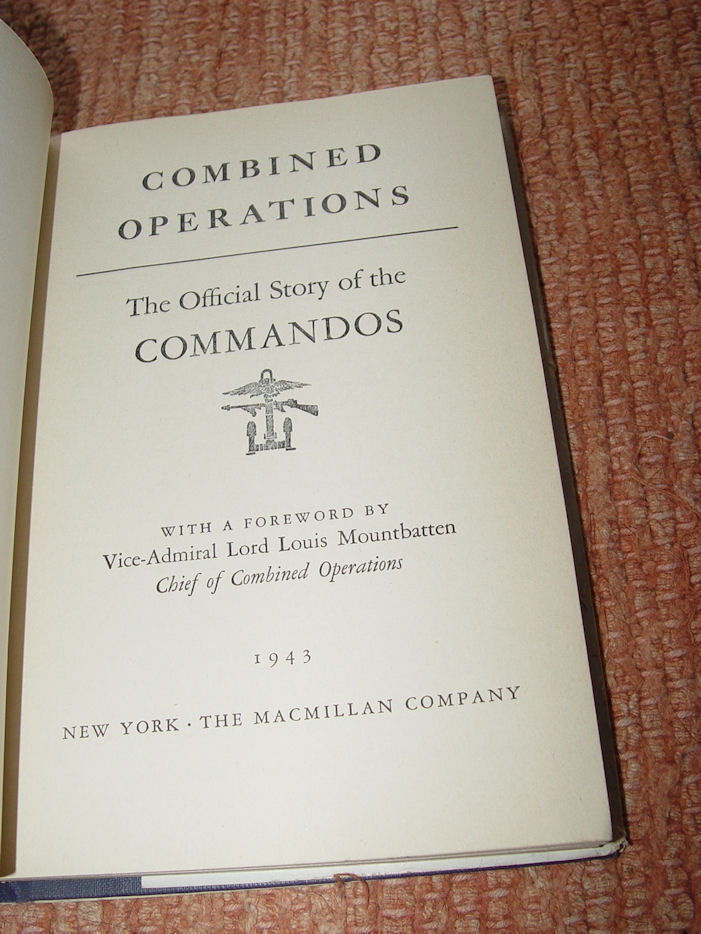 COMBINED
OPERATIONS
The Official Story of the
COMMANDOS
WITH A FOREWORD BY
Vice-Admiral Lord Louis Mountbatten
Chief of Combined Operations
1943
NEW YORK · THE MACMILLAN COMPANY